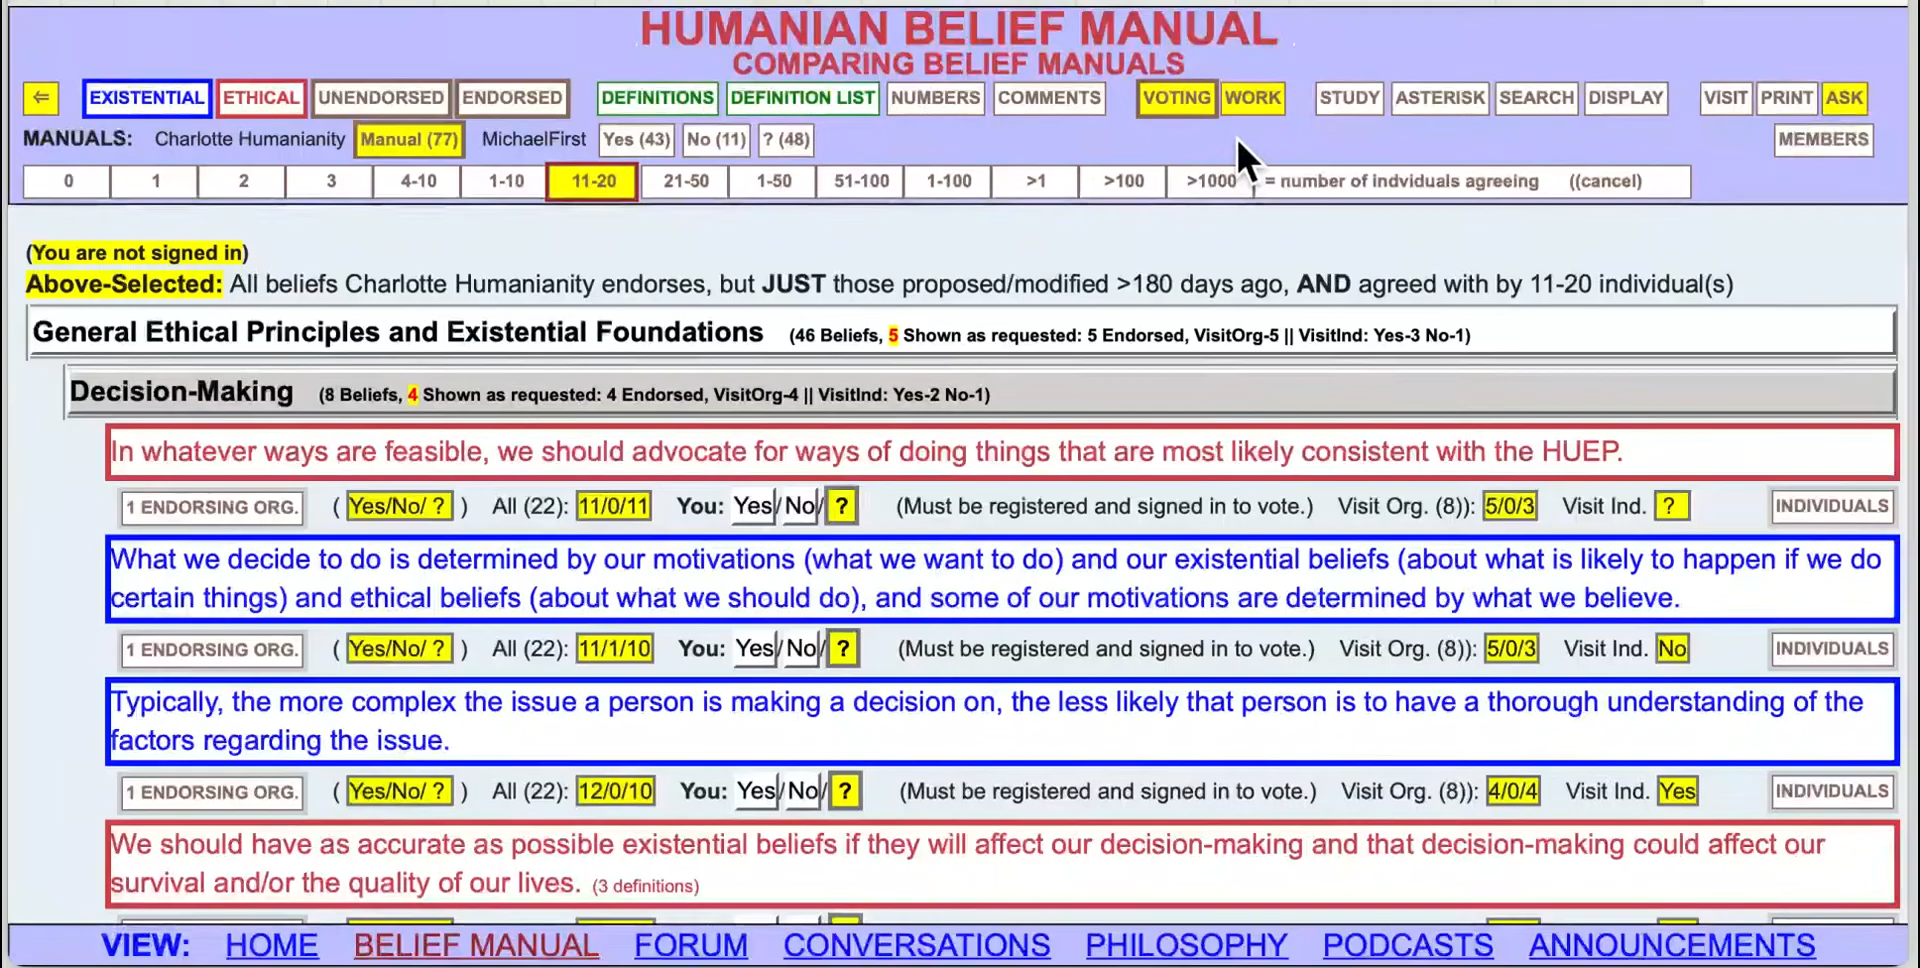 HUMANIAN BELIEF MANUAL
COMPARING BELIEF MANUALS
⇐ EXISTENTIAL ETHICAL UNENDORSED ENDORSED DEFINITIONS DEFINITION LIST NUMBERS COMMENTS VOTING WORK STUDY ASTERISK SEARCH DISPLAY VISIT PRINT ASK
MANUALS: Charlotte Humanianity Manual (77) MichaelFirst Yes (43) No (11) ? (48) MEMBERS
0 1 2 3 4-10 1-10 11-20 21-50 1-50 51-100 1-100 >1 >100 >1000 = number of indviduals agreeing ((cancel)
(You are not signed in)
Above-Selected: All beliefs Charlotte Humanianity endorses, but JUST those proposed/modified >180 days ago, AND agreed with by 11-20 individual(s)
General Ethical Principles and Existential Foundations (46 Beliefs, 5 Shown as requested: 5 Endorsed, VisitOrg-5 || VisitInd: Yes-3 No-1)
Decision-Making (8 Beliefs, 4 Shown as requested: 4 Endorsed, VisitOrg-4 || VisitInd: Yes-2 No-1)
In whatever ways are feasible, we should advocate for ways of doing things that are most likely consistent with the HUEP.
1 ENDORSING ORG. ( Yes/No/ ? ) All (22): 11/0/11 You: Yes/ No/ ? (Must be registered and signed in to vote.) Visit Org. (8)): 5/0/3 Visit Ind. ? INDIVIDUALS
What we decide to do is determined by our motivations (what we want to do) and our existential beliefs (about what is likely to happen if we do
certain things) and ethical beliefs (about what we should do), and some of our motivations are determined by what we believe.
1 ENDORSING ORG. ( Yes/No/ ? ) All (22): 11/1/10 You: Yes/ No/ ? (Must be registered and signed in to vote.) Visit Org. (8)): 5/0/3 Visit Ind. No INDIVIDUALS
Typically, the more complex the issue a person is making a decision on, the less likely that person is to have a thorough understanding of the
factors regarding the issue.
1 ENDORSING ORG. ( Yes/No/ ? ) All (22): 12/0/10 You: Yes/ No/ ? (Must be registered and signed in to vote.) Visit Org. (8)): 4/0/4 Visit Ind. Yes INDIVIDUALS
We should have as accurate as possible existential beliefs if they will affect our decision-making and that decision-making could affect our
survival and/or the quality of our lives. (3 definitions)
VIEW: HOME BELIEF MANUAL FORUM CONVERSATIONS PHILOSOPHY PODCASTS ANNOUNCEMENTS